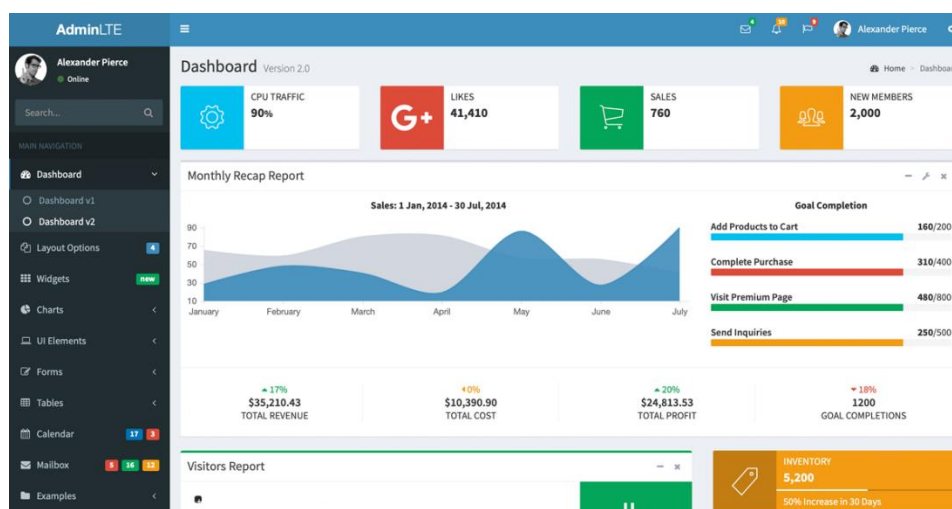 AdminLTE
4
10
9
Alexander Pierce
Alexander Pierce
Online
Search...
MAIN NAVIGATION
Dashboard
Dashboard v1
Dashboard v2
Layout Options 4
Widgets new
Charts
UI Elements
Forms
Tables
Calendar 17 3
Mailbox 5 16 12
Examples
Dashboard Version 2.0
Home > Dashboar
CPU TRAFFIC
90%
G+
LIKES
41,410
SALES
760
NEW MEMBERS
2,000
Monthly Recap Report
Sales: 1 Jan, 2014 - 30 Jul, 2014
90
70
50
30
10
January February March April May June July
Goal Completion
Add Products to Cart 160/200
Complete Purchase 310/400
Visit Premium Page 480/800
Send Inquiries 250/500
17%
$35,210.43
TOTAL REVENUE
0%
$10,390.90
TOTAL COST
20%
$24,813.53
TOTAL PROFIT
18%
1200
GOAL COMPLETIONS
Visitors Report
INVENTORY
5,200
50% Increase in 30 Days